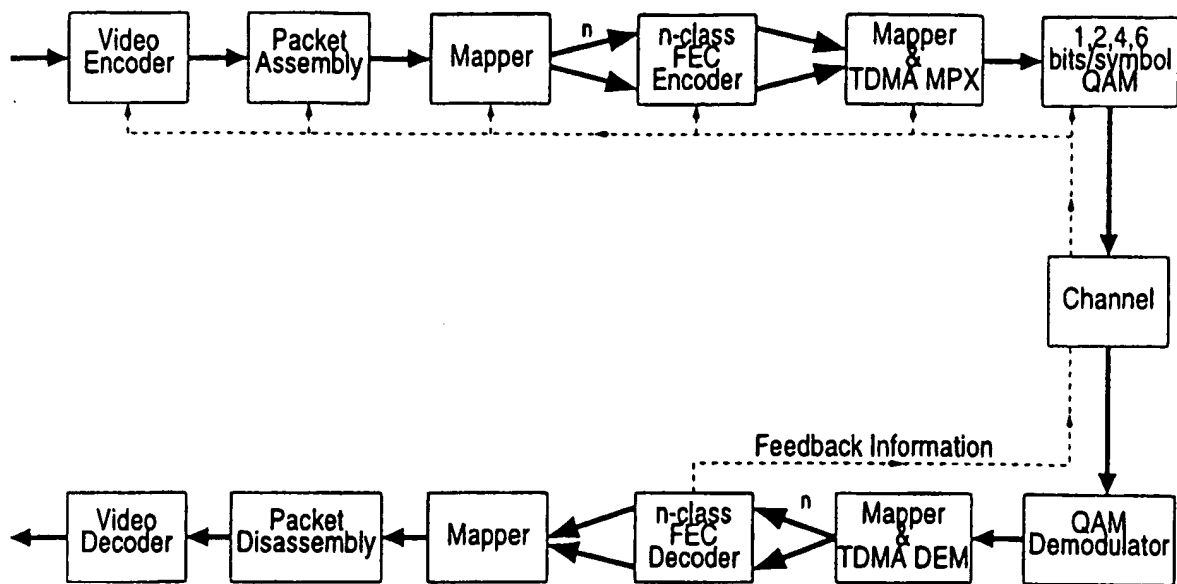 Video
Encoder
Packet
Assembly
Mapper
n
n-class
FEC
Encoder
Mapper
&
TDMA MPX
1,2,4,6
bits/symbol
QAM
Channel
Feedback Information
Video
Decoder
Packet
Disassembly
Mapper
n-class
FEC
Decoder
n
Mapper
&
TDMA DEM
QAM
Demodulator